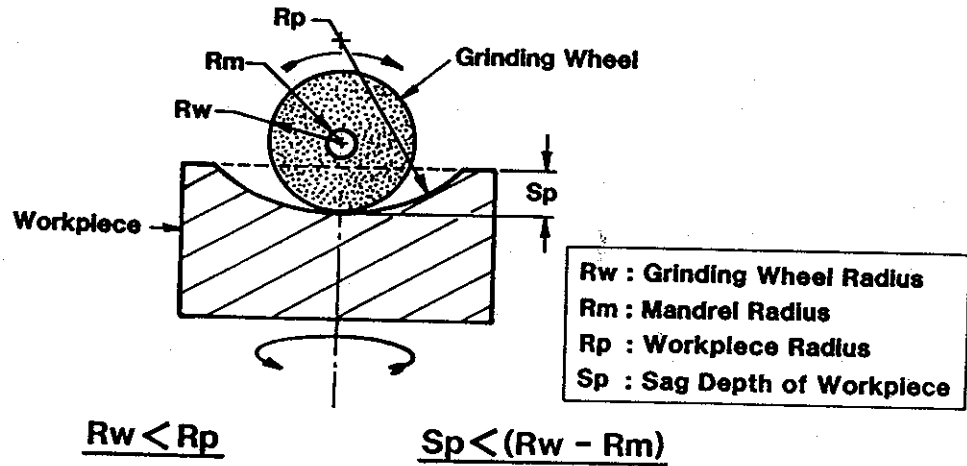 Rp
Rm
Grinding Wheel
Rw
Sp
Workpiece
Rw : Grinding Wheel Radius
Rm : Mandrel Radius
Rp : Workpiece Radius
Sp : Sag Depth of Workpiece
Rw < Rp
Sp < (Rw - Rm)